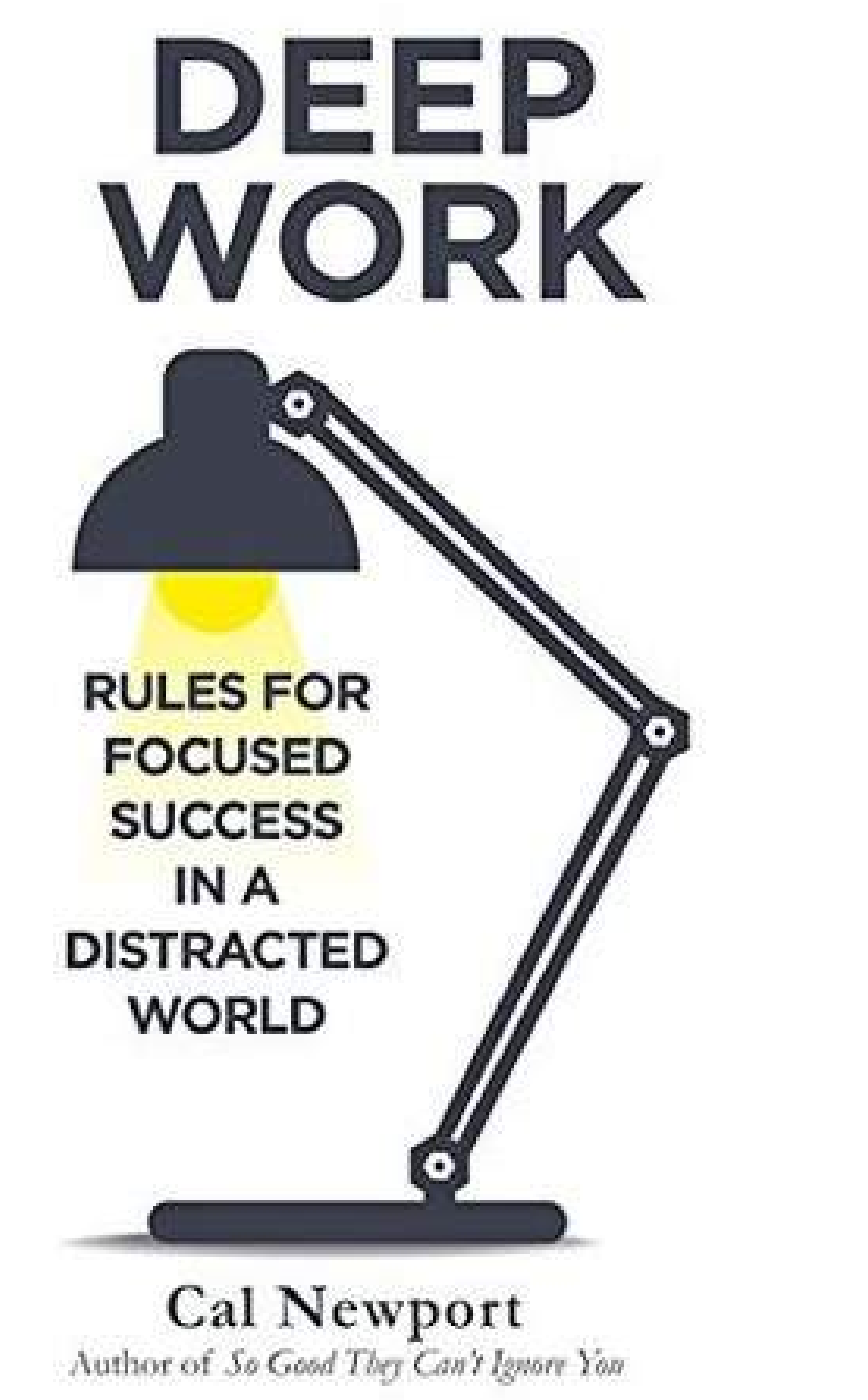 DEEP
WORK
RULES FOR
FOCUSED
SUCCESS
IN A
DISTRACTED
WORLD
Cal Newport
Author of So Good They Can't Ignore You